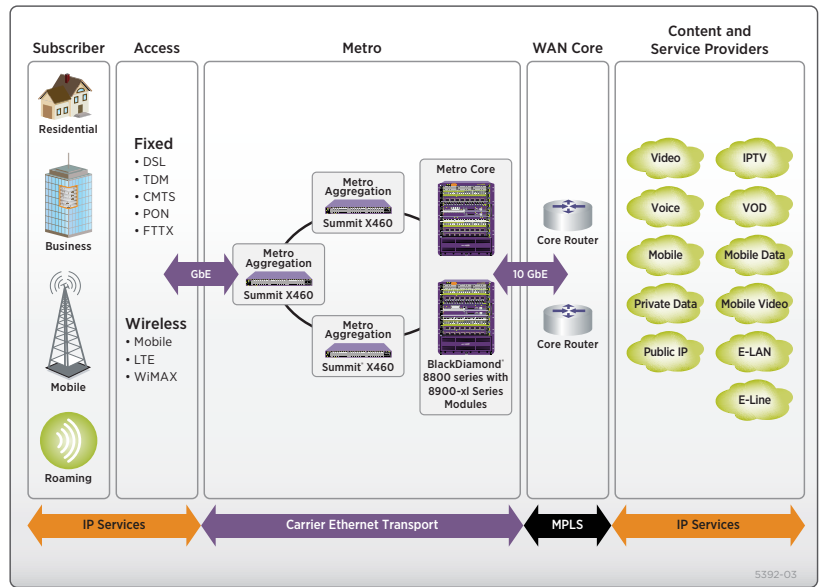 Subscriber
Access
Metro
WAN Core
Content and
Service Providers
Residential
Business
Mobile
Roaming
Fixed
• DSL
• TDM
• CMTS
• PON
• FTTX
Wireless
• Mobile
• LTE
• WiMAX
GbE
Metro
Aggregation
Summit X460
Metro
Aggregation
Summit X460
Metro
Aggregation
Summit® X460
Metro Core
BlackDiamond®
8800 series with
8900-xl Series
Modules
10 GbE
Core Router
Core Router
Video
IPTV
Voice
VOD
Mobile
Mobile Data
Private Data
Mobile Video
Public IP
E-LAN
E-Line
IP Services
Carrier Ethernet Transport
MPLS
IP Services
5392-03